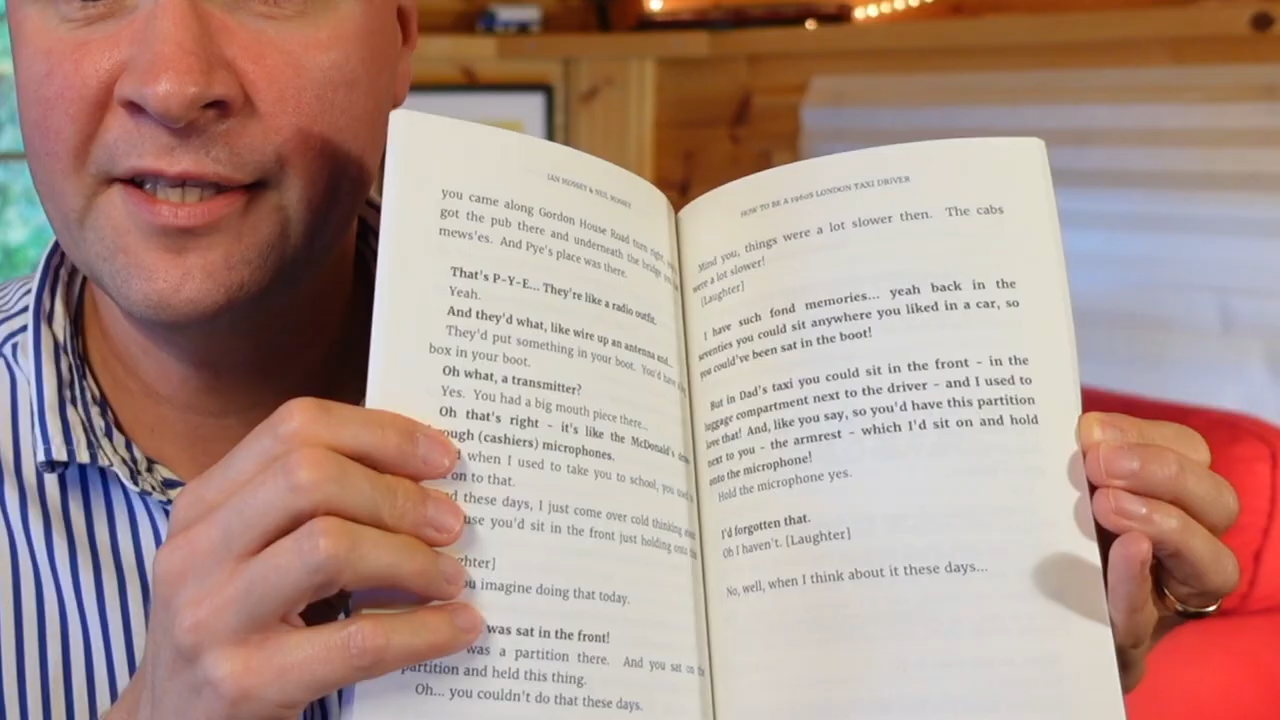 IAN MOSSEY & NEIL MOSSEY
you came along Gordon House Road turn right,
got the pub there and underneath the bridge
mews'es. And Pye's place was there.
That's P-Y-E... They're like a radio outfit.
Yeah.
And they'd what, like wire up an antenna and...
They'd put something in your boot. You'd have
box in your boot.
Oh what, a transmitter?
Yes. You had a big mouth piece there...
Oh that's right – it's like the McDonald's
(cashiers) microphones.
when I used to take you to school, you
on to that.
these days, I just come over cold thinking
you'd sit in the front just holding onto
you imagine doing that today.
was sat in the front!
was a partition there. And you sat on
partition and held this thing.
Oh... you couldn't do that these days.
HOW TO BE A 1960S LONDON TAXI DRIVER
Mind you, things were a lot slower then. The cabs
were a lot slower!
[Laughter]
I have such fond memories... yeah back in the
seventies you could sit anywhere you liked in a car, so
you could've been sat in the boot!
But in Dad's taxi you could sit in the front – in the
luggage compartment next to the driver – and I used to
love that! And, like you say, so you'd have this partition
next to you – the armrest – which I'd sit on and hold
onto the microphone!
Hold the microphone yes.
I'd forgotten that.
Oh I haven't. [Laughter]
No, well, when I think about it these days...